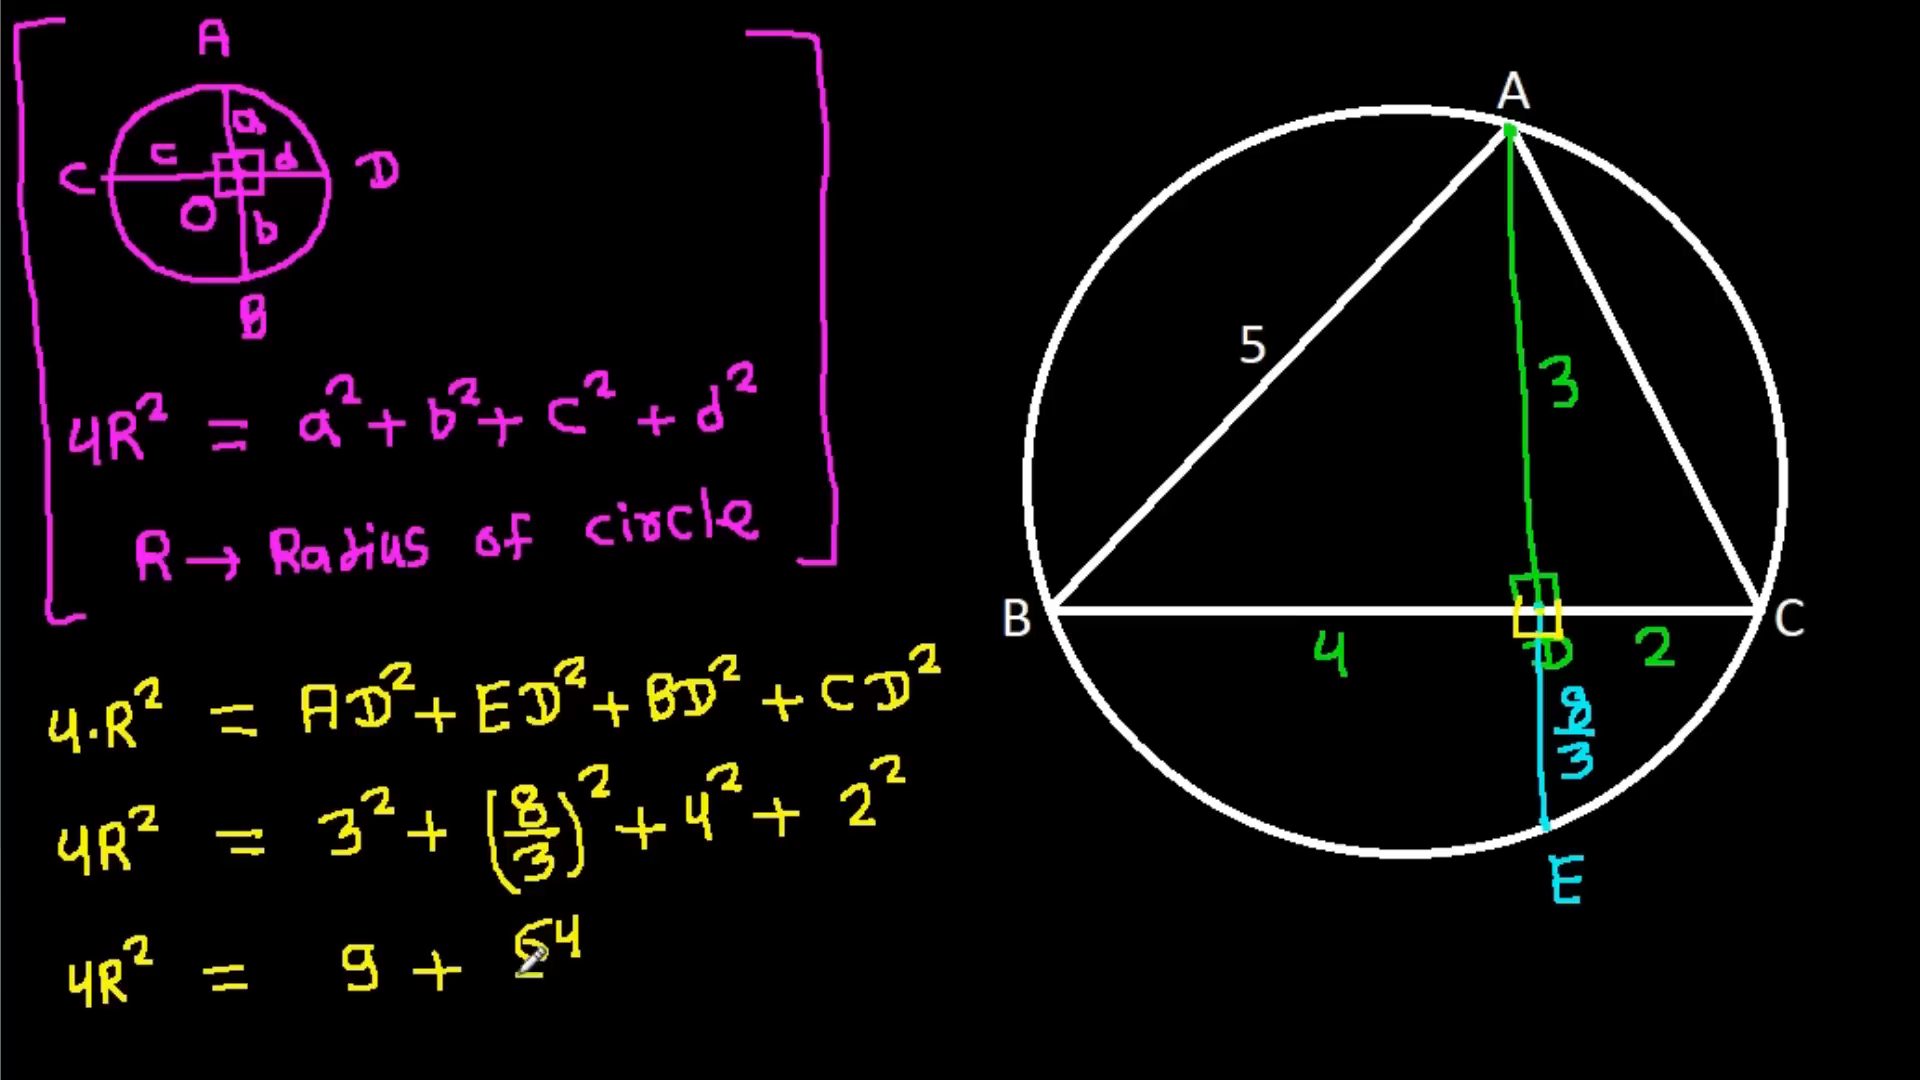 A
a
c
d
C
D
O
b
B
4R² = a² + b² + c² + d²
R → Radius of circle
4·R² = AD² + ED² + BD² + CD²
4R² = 3² + (8/3)² + 4² + 2²
4R² = 9 + 64
A
5
3
B
C
4
D
2
8/3
E